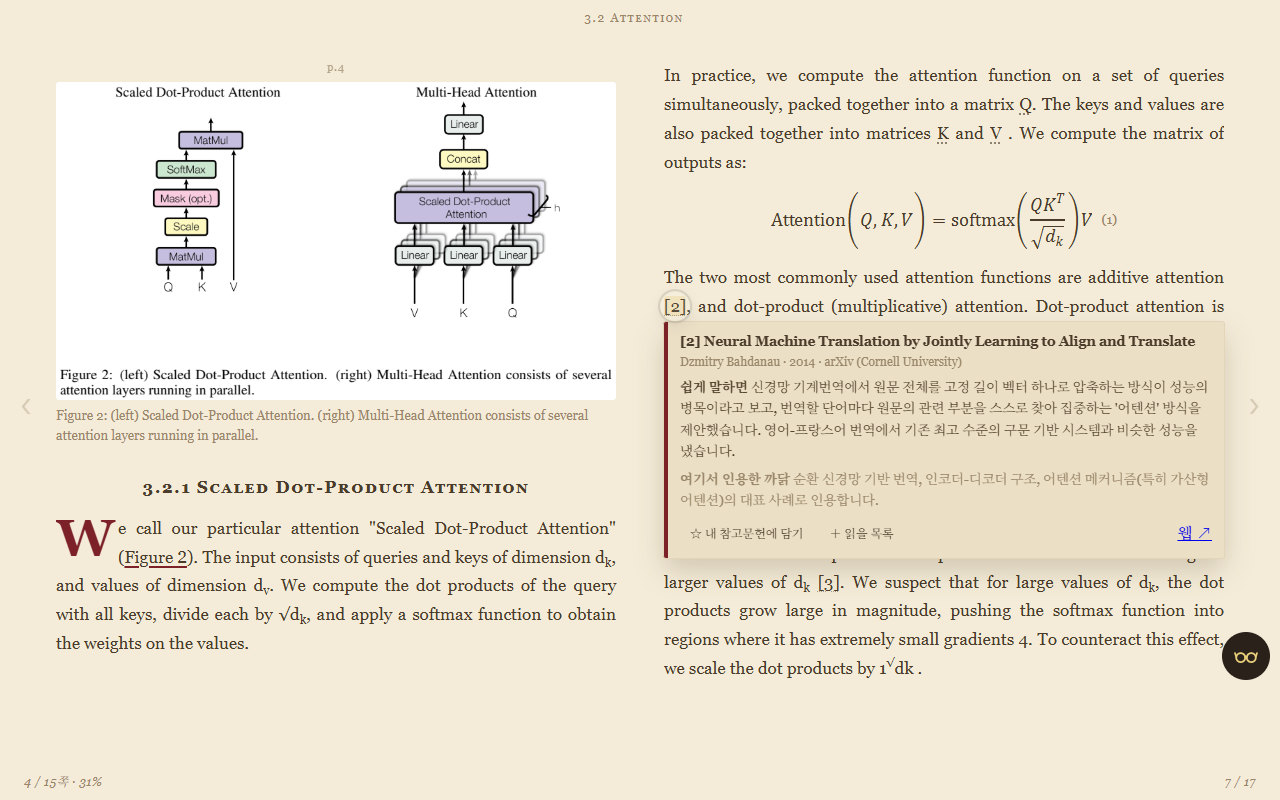 3.2 Attention
p.4
Scaled Dot-Product Attention
Multi-Head Attention
MatMul
SoftMax
Mask (opt.)
Scale
MatMul
Q K V
Linear
Concat
Scaled Dot-Product
Attention
h
Linear Linear Linear
V K Q
Figure 2: (left) Scaled Dot-Product Attention. (right) Multi-Head Attention consists of several
attention layers running in parallel.
Figure 2: (left) Scaled Dot-Product Attention. (right) Multi-Head Attention consists of several
attention layers running in parallel.
3.2.1 Scaled Dot-Product Attention
We call our particular attention "Scaled Dot-Product Attention"
(Figure 2). The input consists of queries and keys of dimension dₖ,
and values of dimension dᵥ. We compute the dot products of the query
with all keys, divide each by √dₖ, and apply a softmax function to obtain
the weights on the values.
In practice, we compute the attention function on a set of queries
simultaneously, packed together into a matrix Q. The keys and values are
also packed together into matrices K and V . We compute the matrix of
outputs as:
Attention(Q, K, V) = softmax(QKᵀ/√dₖ)V (1)
The two most commonly used attention functions are additive attention
[2], and dot-product (multiplicative) attention. Dot-product attention is
[2] Neural Machine Translation by Jointly Learning to Align and Translate
Dzmitry Bahdanau · 2014 · arXiv (Cornell University)
쉽게 말하면 신경망 기계번역에서 원문 전체를 고정 길이 벡터 하나로 압축하는 방식이 성능의
병목이라고 보고, 번역할 단어마다 원문의 관련 부분을 스스로 찾아 집중하는 '어텐션' 방식을
제안했습니다. 영어-프랑스어 번역에서 기존 최고 수준의 구문 기반 시스템과 비슷한 성능을
냈습니다.
여기서 인용한 까닭 순환 신경망 기반 번역, 인코더-디코더 구조, 어텐션 메커니즘(특히 가산형
어텐션)의 대표 사례로 인용합니다.
☆ 내 참고문헌에 담기 + 읽을 목록 웹 ↗
larger values of dₖ [3]. We suspect that for large values of dₖ, the dot
products grow large in magnitude, pushing the softmax function into
regions where it has extremely small gradients 4. To counteract this effect,
we scale the dot products by 1√dk .
4 / 15쪽 · 31%
7 / 17